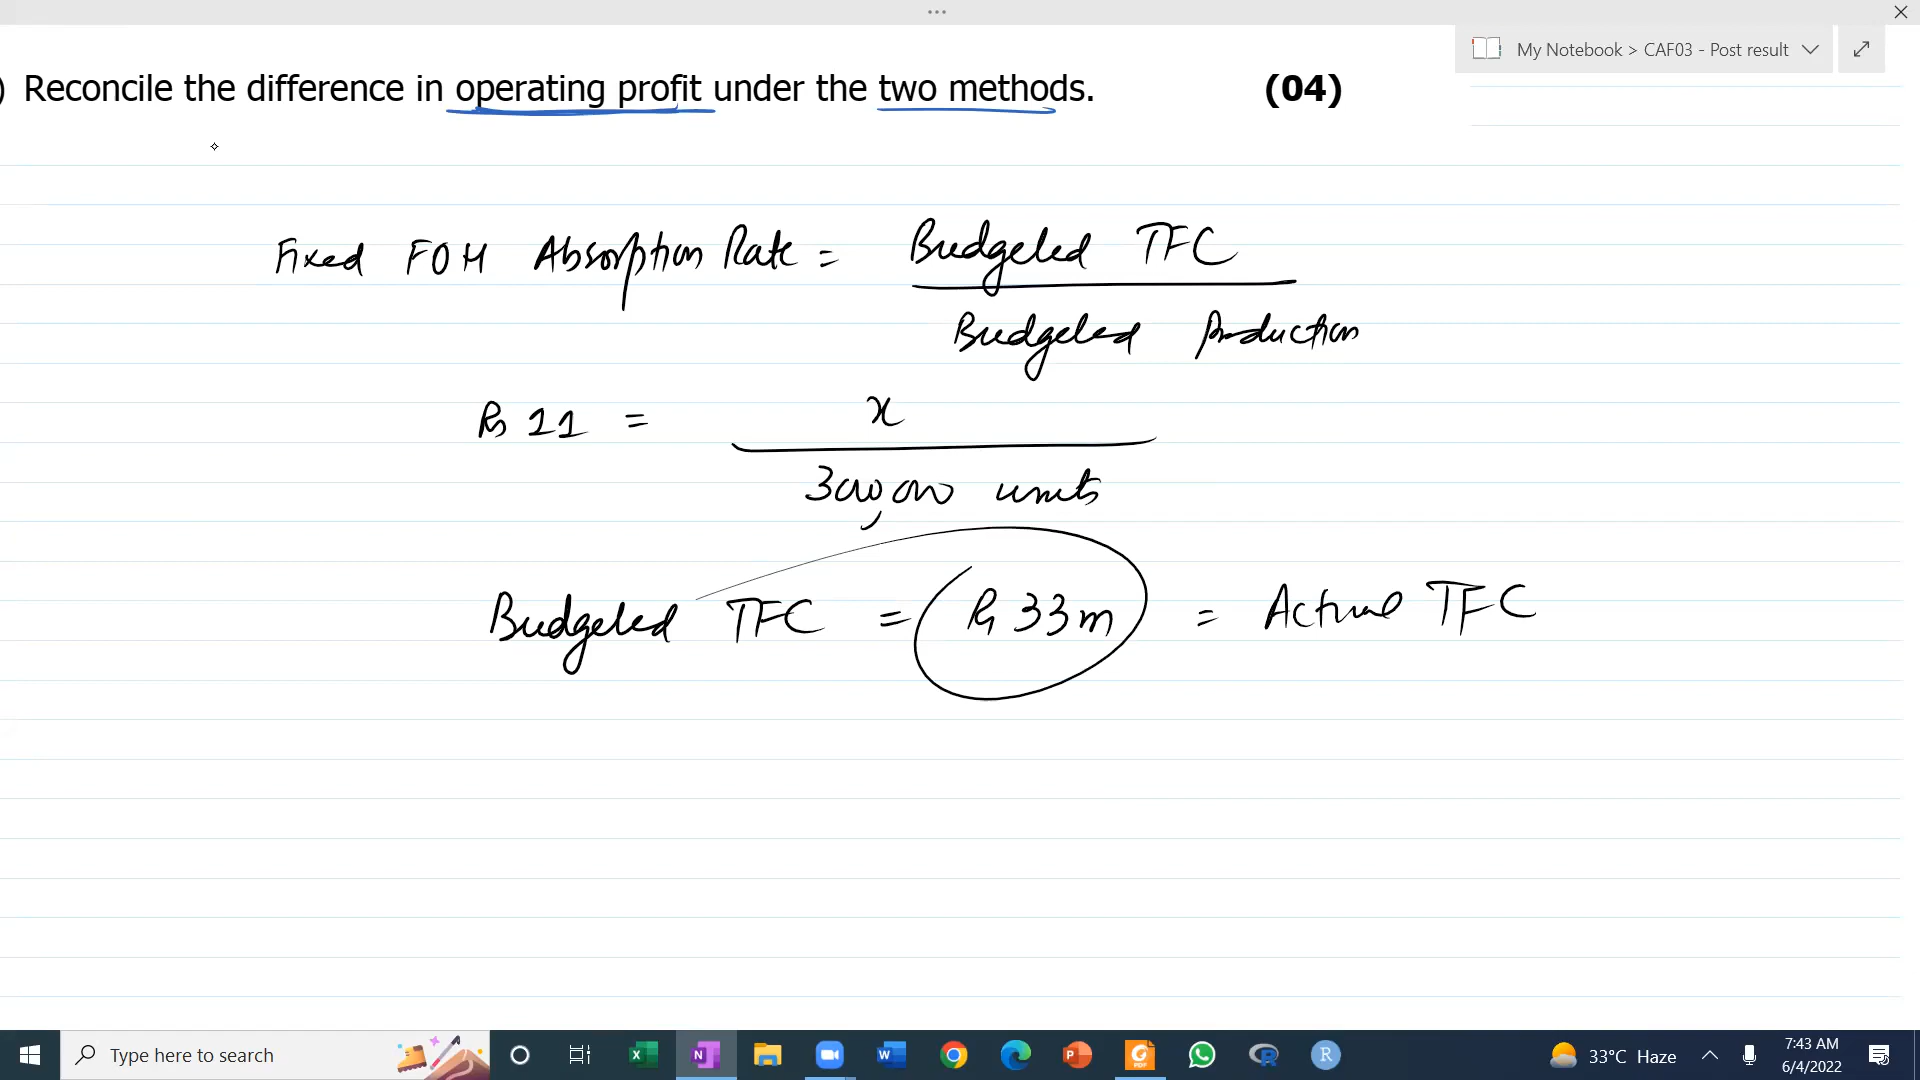 My Notebook > CAF03 - Post result
) Reconcile the difference in operating profit under the two methods. (04)
Fixed FOH Absorption Rate = Budgeted TFC
Budgeted Production
Rs 11 = x
300,000 units
Budgeted TFC = Rs 33m = Actual TFC
Type here to search
33°C Haze
7:43 AM
6/4/2022